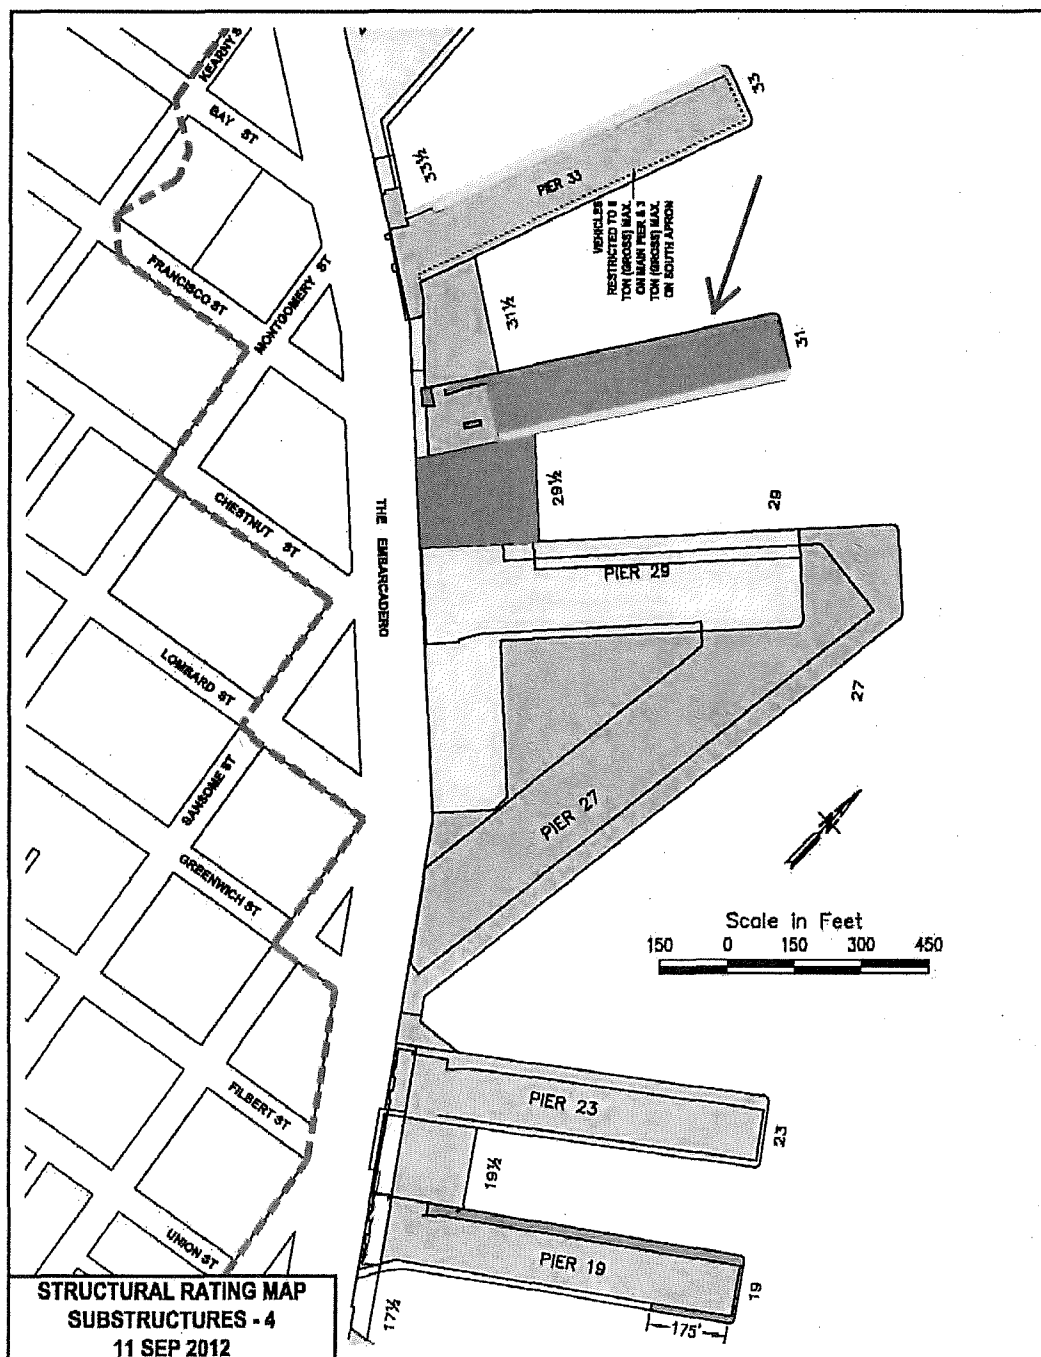 KEARNY S
BAY ST
FRANCISCO ST
MONTGOMERY ST
CHESTNUT ST
THE EMBARCADERO
LOMBARD ST
SANSOME ST
GREENWICH ST
FILBERT ST
UNION ST
33½
PIER 33
33
VEHICLES
RESTRICTED TO 8
TON (GROSS) MAX.
ON MAIN PIER & 3
TON (GROSS) MAX.
ON SOUTH APRON
31½
31
29½
29
PIER 29
27
PIER 27
Scale in Feet
150 0 150 300 450
PIER 23
23
19½
PIER 19
19
175'
17½
STRUCTURAL RATING MAP
SUBSTRUCTURES - 4
11 SEP 2012